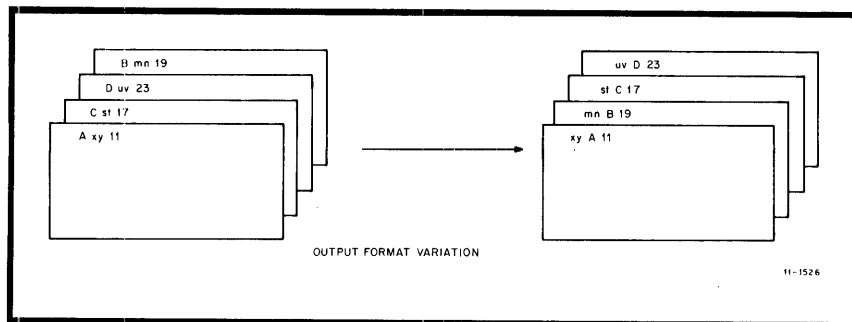 B mn 19
D uv 23
C st 17
A xy 11
uv D 23
st C 17
mn B 19
xy A 11
OUTPUT FORMAT VARIATION
11-1526